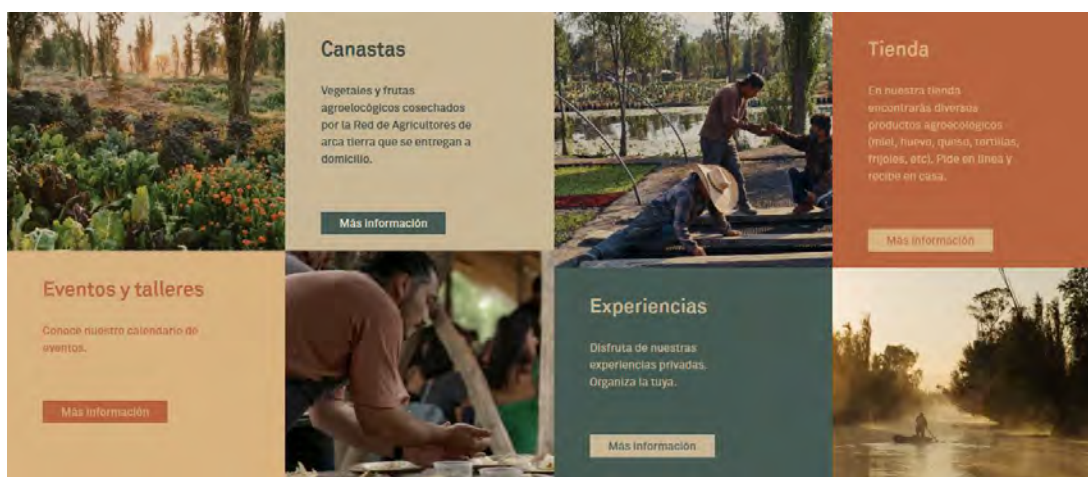 Canastas
Vegetales y frutas
agroelocógicos cosechados
por la Red de Agricultores de
arca tierra que se entregan a
domicilio.
Más información
Tienda
En nuestra tienda
encontrarás diversos
productos agroecológicos
(miel, huevo, queso, tortillas,
frijoles, etc). Pide en línea y
recibe en casa.
Más información
Eventos y talleres
Conoce nuestro calendario de
eventos.
Más información
Experiencias
Disfruta de nuestras
experiencias privadas.
Organiza la tuya.
Más información